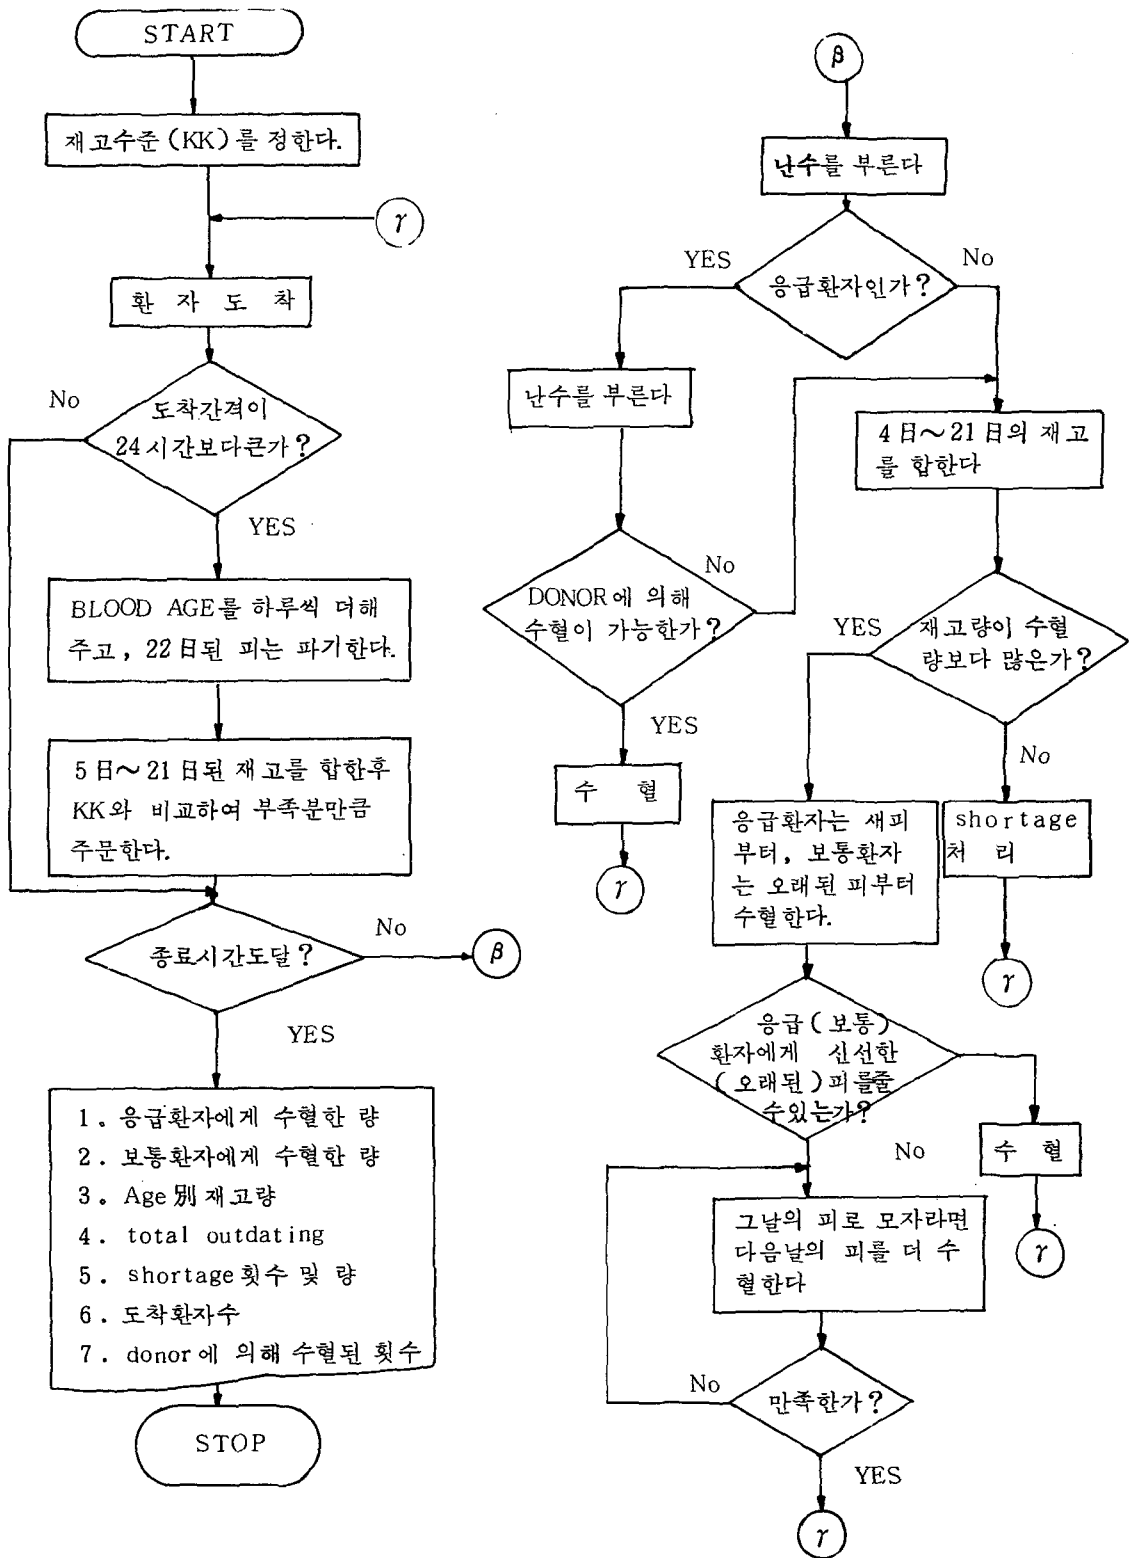 START
재고수준 (KK)를 정한다.
γ
환 자 도 착
도착간격이
24시간보다큰가?
No
YES
BLOOD AGE를 하루씩 더해
주고, 22日된 피는 파기한다.
5日~21日된 재고를 합한후
KK와 비교하여 부족분만큼
주문한다.
종료시간도달?
No
β
YES
1. 응급환자에게 수혈한 량
2. 보통환자에게 수혈한 량
3. Age別 재고량
4. total outdating
5. shortage 횟수 및 량
6. 도착환자수
7. donor에 의해 수혈된 횟수
STOP
β
난수를 부른다
응급환자인가?
YES
No
난수를 부른다
DONOR에 의해
수혈이 가능한가?
No
YES
수 혈
γ
4日~21日의 재고
를 합한다
재고량이 수혈
량보다 많은가?
YES
No
shortage
처 리
γ
응급환자는 새피
부터, 보통환자
는 오래된 피부터
수혈한다.
응급(보통)
환자에게 신선한
(오래된)피를줄
수있는가?
No
수 혈
γ
그날의 피로 모자라면
다음날의 피를 더 수
혈한다
만족한가?
No
YES
γ